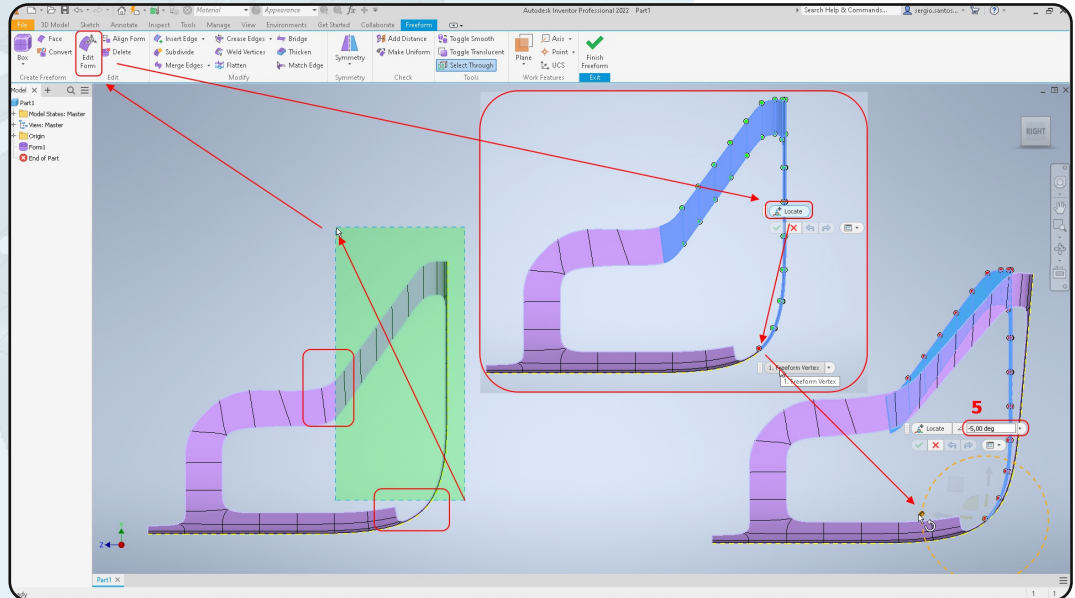 Material
Appearance
Autodesk Inventor Professional 2022 Part1
Search Help & Commands...
sergio.santos...
File 3D Model Sketch Annotate Inspect Tools Manage View Environments Get Started Collaborate Freeform
Face Align Form Insert Edge Crease Edges Bridge Add Distance Toggle Smooth Axis
Convert Delete Subdivide Weld Vertices Thicken Make Uniform Toggle Translucent Point
Box Edit Form Merge Edges Flatten Match Edge Symmetry Select Through Plane UCS Finish Freeform
Create Freeform Edit Modify Symmetry Check Tools Work Features Exit
Model
Part1
Model States: Master
View: Master
Origin
Form1
End of Part
RIGHT
Locate
1. Freeform Vertex
1. Freeform Vertex
5
Locate -5,00 deg
Y
Z
Part1
1 1